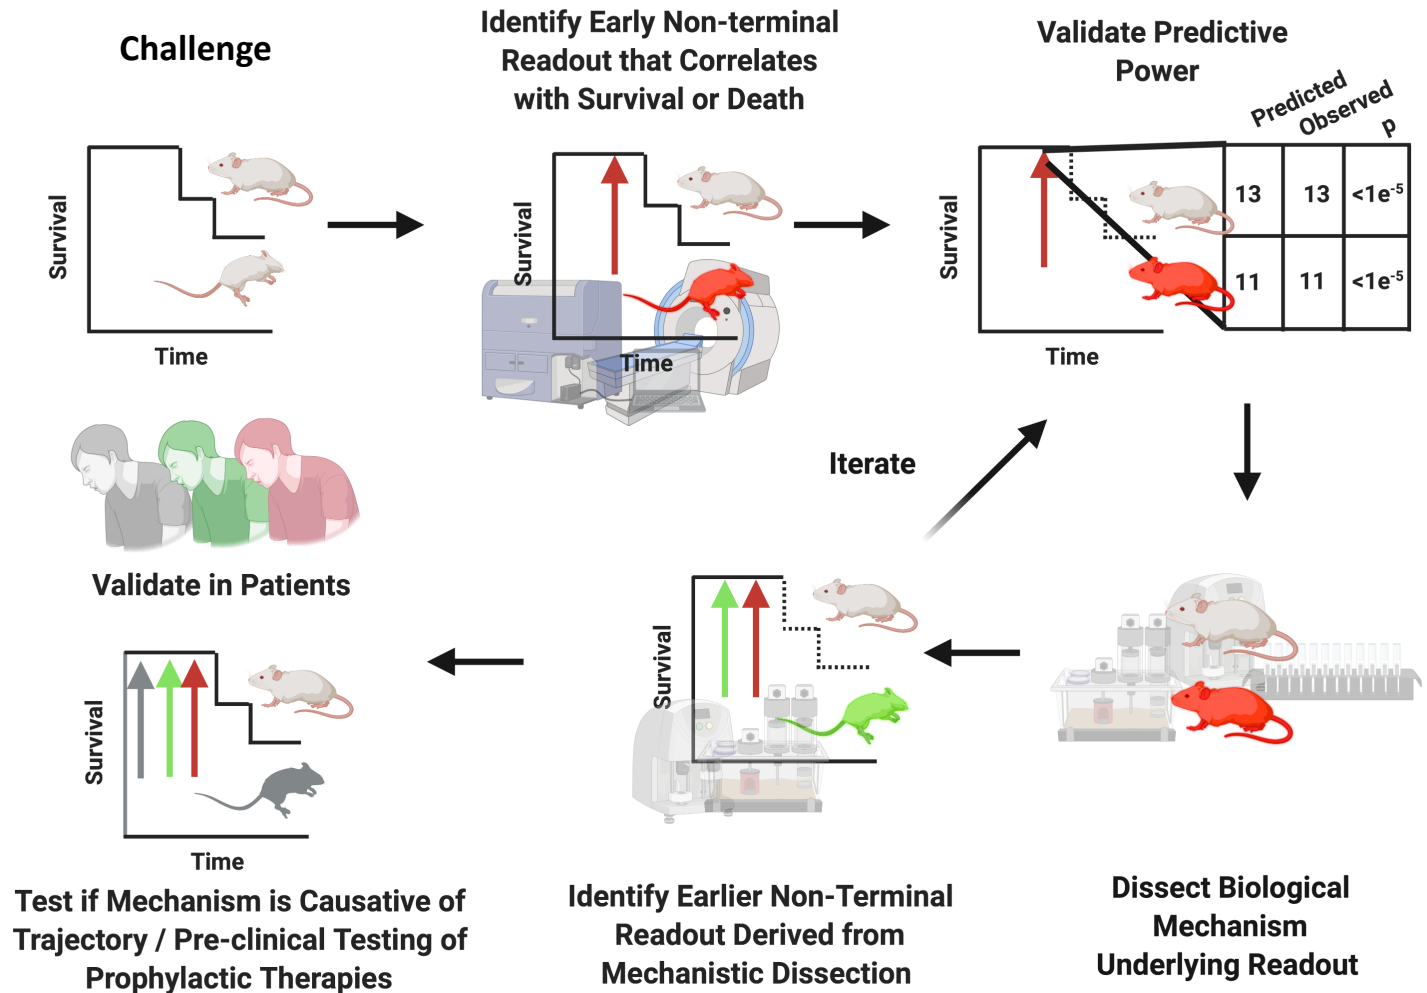 Challenge
Survival
Time
Identify Early Non-terminal
Readout that Correlates
with Survival or Death
Survival
Time
Validate Predictive
Power
Predicted
Observed
p
Survival
Time
13 13 <1e-5
11 11 <1e-5
Iterate
Dissect Biological
Mechanism
Underlying Readout
Survival
Identify Earlier Non-Terminal
Readout Derived from
Mechanistic Dissection
Validate in Patients
Survival
Time
Test if Mechanism is Causative of
Trajectory / Pre-clinical Testing of
Prophylactic Therapies